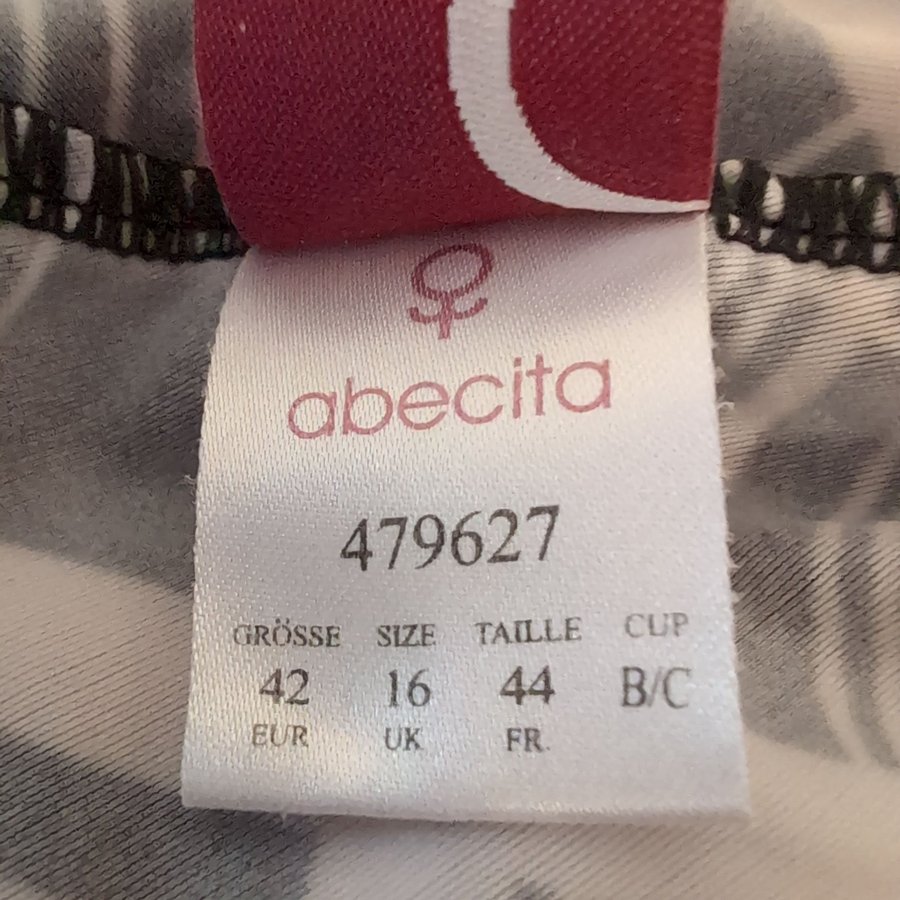 abecita
479627
GRÖSSE SIZE TAILLE CUP
42 16 44 B/C
EUR UK FR.